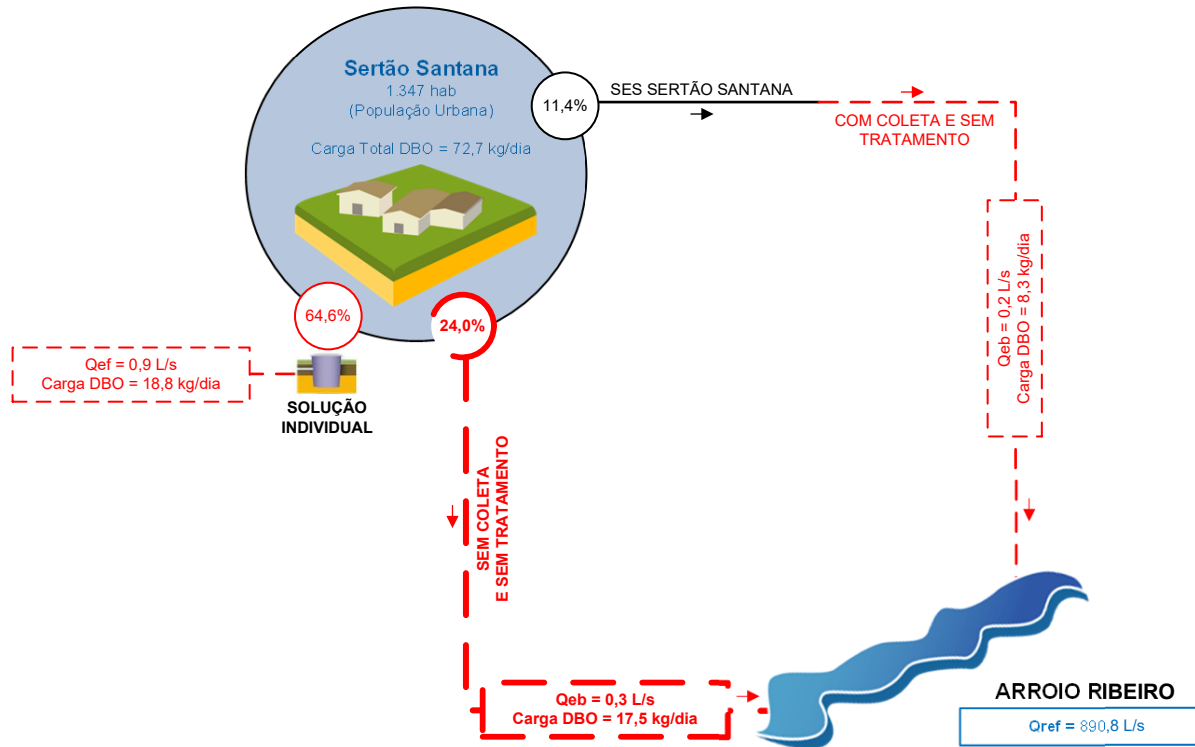 Sertão Santana
1.347 hab
(População Urbana)
Carga Total DBO = 72,7 kg/dia
11,4%
SES SERTÃO SANTANA
COM COLETA E SEM
TRATAMENTO
Qeb = 0,2 L/s
Carga DBO = 8,3 kg/dia
64,6%
24,0%
Qef = 0,9 L/s
Carga DBO = 18,8 kg/dia
SOLUÇÃO
INDIVIDUAL
SEM COLETA
E SEM TRATAMENTO
Qeb = 0,3 L/s
Carga DBO = 17,5 kg/dia
ARROIO RIBEIRO
Qref = 890,8 L/s